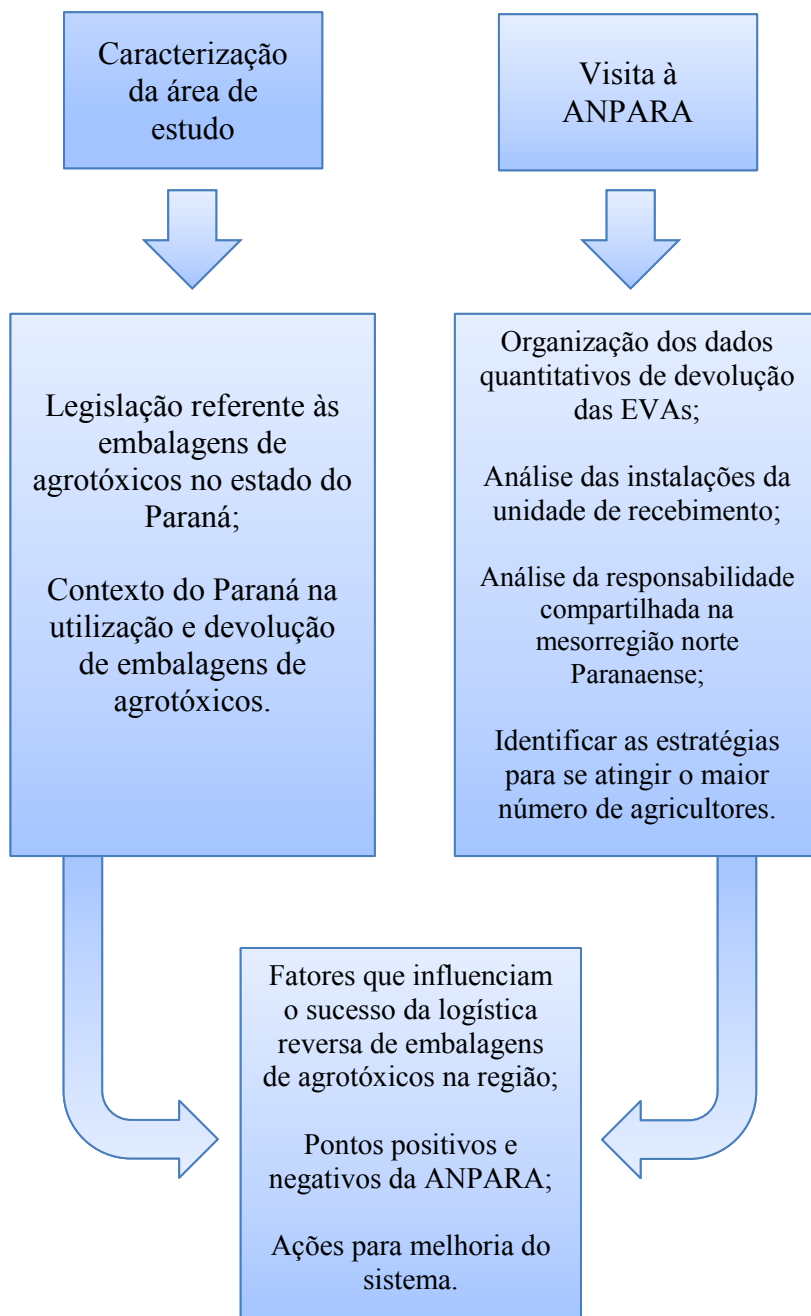 Caracterização
da área de
estudo
Visita à
ANPARA
Legislação referente às
embalagens de
agrotóxicos no estado do
Paraná;
Contexto do Paraná na
utilização e devolução
de embalagens de
agrotóxicos.
Organização dos dados
quantitativos de devolução
das EVAs;
Análise das instalações da
unidade de recebimento;
Análise da responsabilidade
compartilhada na
mesorregião norte
Paranaense;
Identificar as estratégias
para se atingir o maior
número de agricultores.
Fatores que influenciam
o sucesso da logística
reversa de embalagens
de agrotóxicos na região;
Pontos positivos e
negativos da ANPARA;
Ações para melhoria do
sistema.